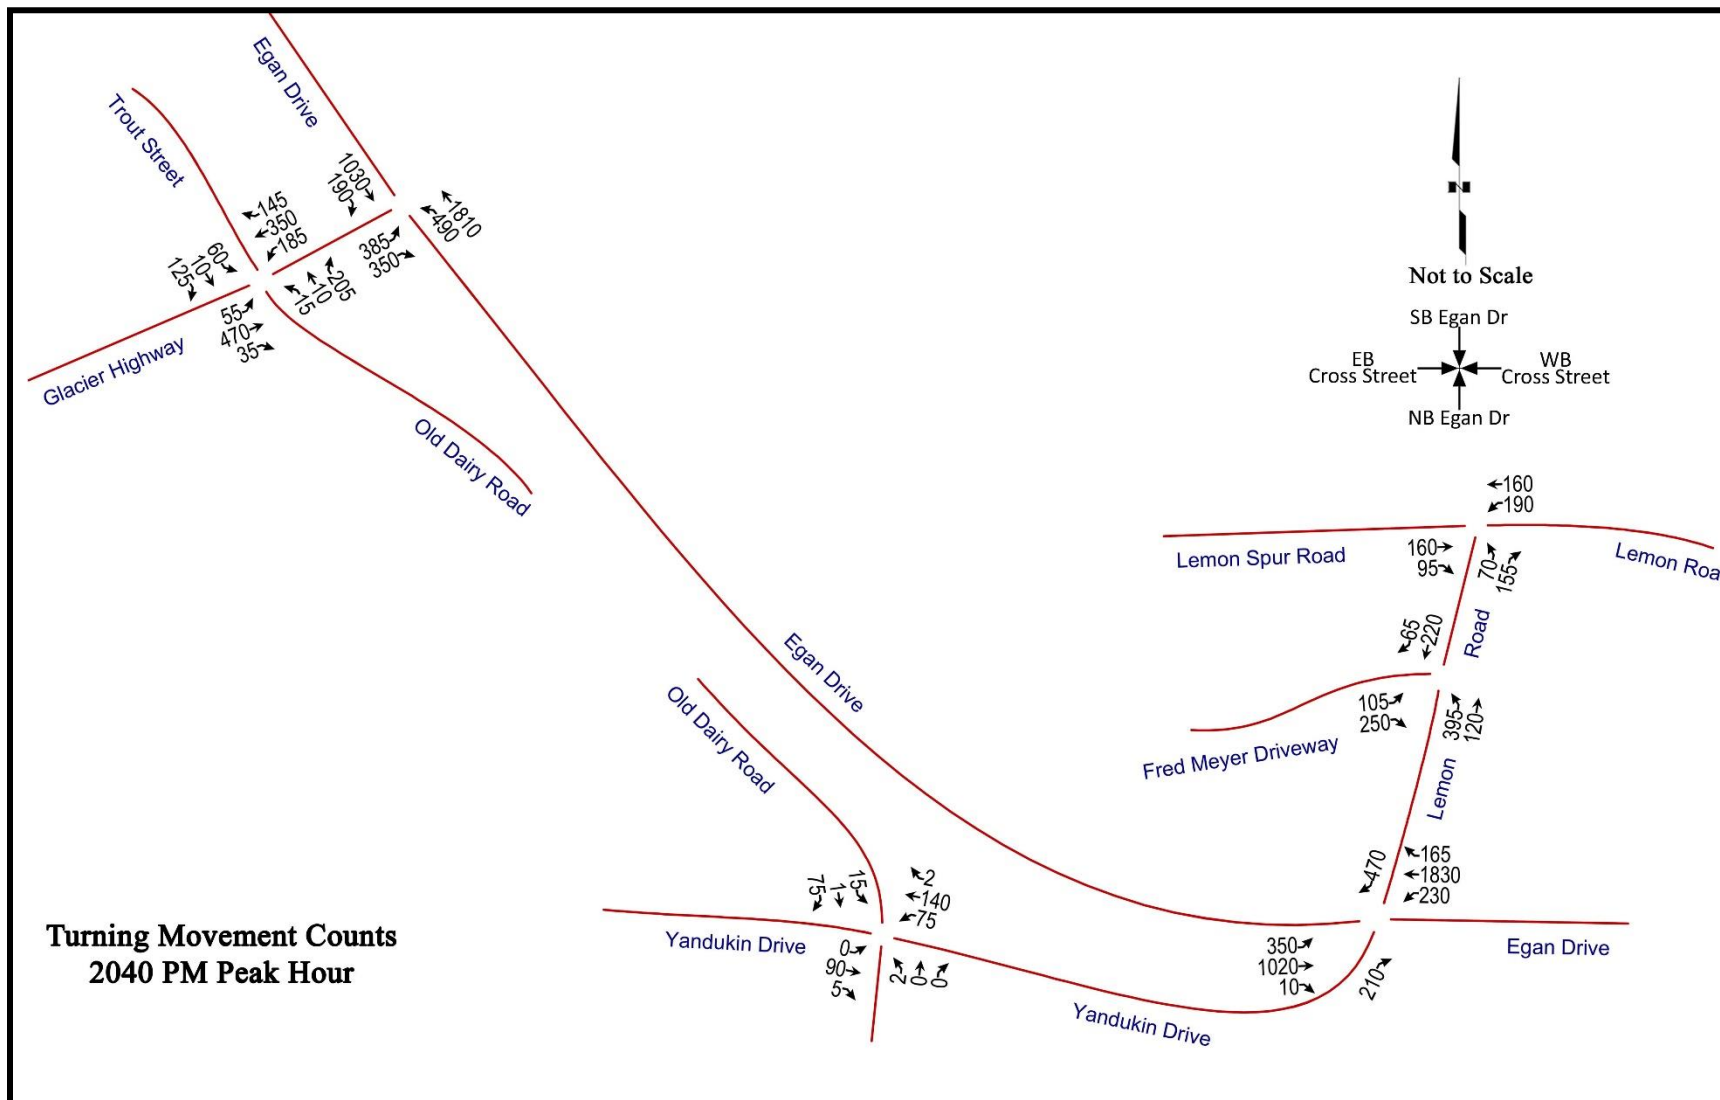 Egan Drive
Trout Street
1030
190
1810
490
145
350
185
385
350
60
10
125
205
10
15
55
470
35
Glacier Highway
Old Dairy Road
N
Not to Scale
SB Egan Dr
EB
Cross Street
WB
Cross Street
NB Egan Dr
160
190
Lemon Spur Road
160
95
70
155
Lemon Roa
65
220
Road
105
250
395
120
Fred Meyer Driveway
Lemon
Egan Drive
Old Dairy Road
470
165
1830
230
75
1
15
2
140
75
Yandukin Drive
0
90
5
2
0
0
350
1020
10
210
Egan Drive
Yandukin Drive
Turning Movement Counts
2040 PM Peak Hour